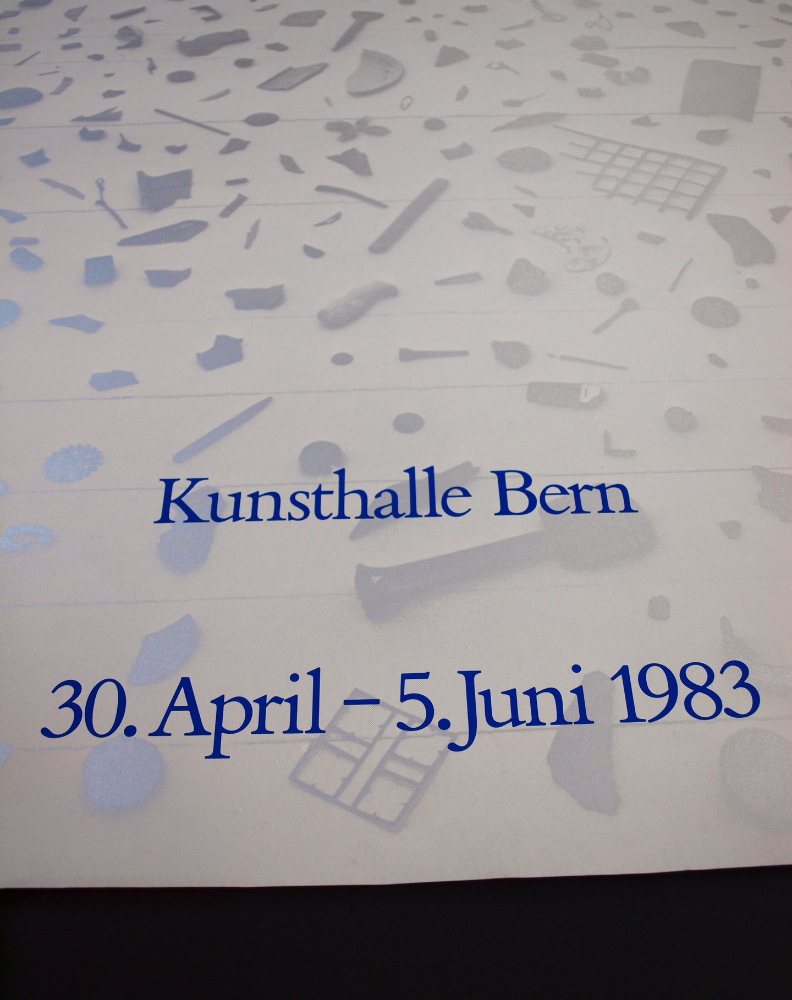 Kunsthalle Bern
30. April – 5. Juni 1983